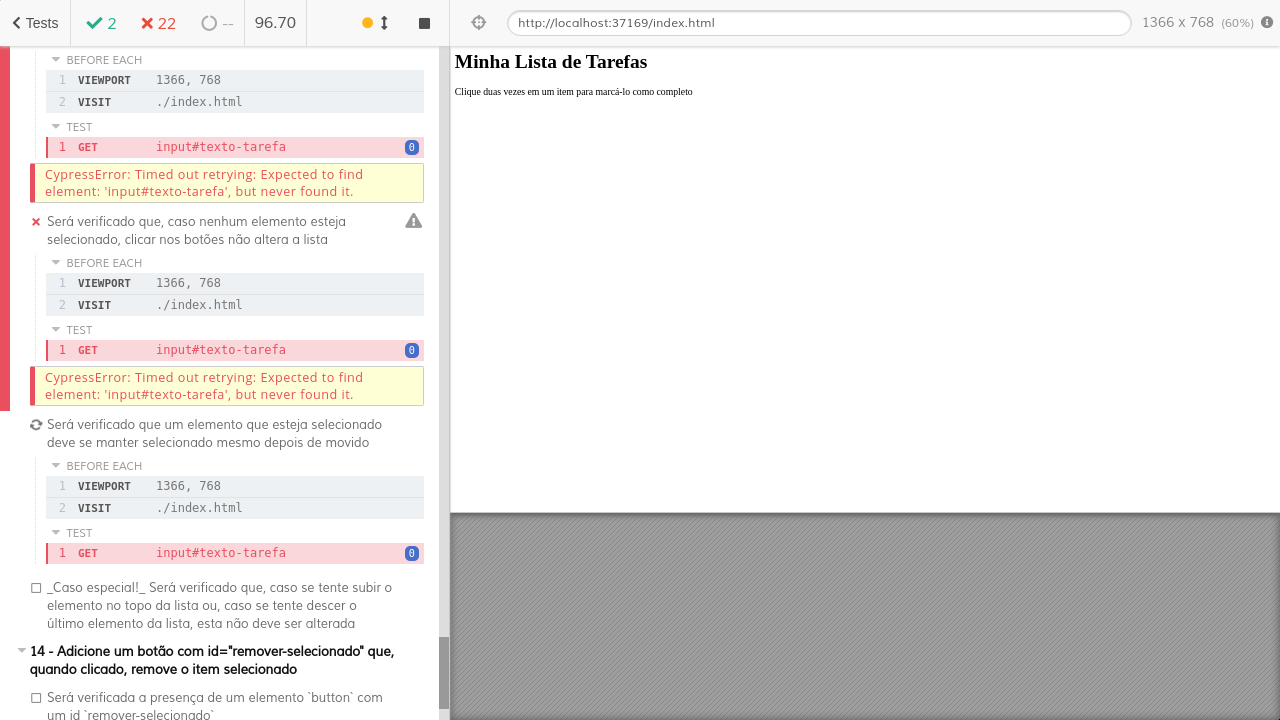 Tests
2
22
--
96.70
http://localhost:37169/index.html
1366 x 768 (60%)
BEFORE EACH
1 VIEWPORT 1366, 768
2 VISIT ./index.html
TEST
1 GET input#texto-tarefa 0
CypressError: Timed out retrying: Expected to find
element: 'input#texto-tarefa', but never found it.
Será verificado que, caso nenhum elemento esteja
selecionado, clicar nos botões não altera a lista
BEFORE EACH
1 VIEWPORT 1366, 768
2 VISIT ./index.html
TEST
1 GET input#texto-tarefa 0
CypressError: Timed out retrying: Expected to find
element: 'input#texto-tarefa', but never found it.
Será verificado que um elemento que esteja selecionado
deve se manter selecionado mesmo depois de movido
BEFORE EACH
1 VIEWPORT 1366, 768
2 VISIT ./index.html
TEST
1 GET input#texto-tarefa 0
_Caso especial!_ Será verificado que, caso se tente subir o
elemento no topo da lista ou, caso se tente descer o
último elemento da lista, esta não deve ser alterada
14 - Adicione um botão com id="remover-selecionado" que,
quando clicado, remove o item selecionado
Será verificada a presença de um elemento `button` com
um id `remover-selecionado`
Minha Lista de Tarefas
Clique duas vezes em um item para marcá-lo como completo